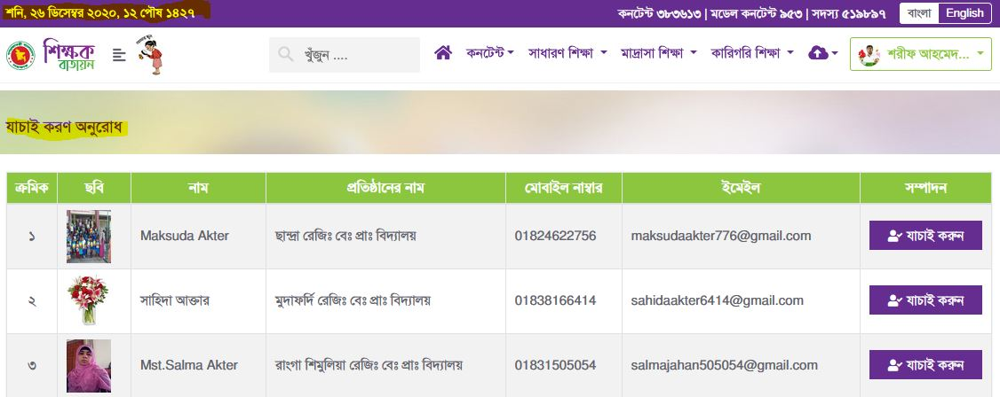 শনি, ২৬ ডিসেম্বর ২০২০, ১২ পৌষ ১৪২৭ কনটেন্ট ৩৮৩৬১৩ | মডেল কনটেন্ট ৯৫৩ | সদস্য ৫১৯৮৯৭ বাংলা English
শিক্ষক বাতায়ন খুঁজুন .... কনটেন্ট সাধারণ শিক্ষা মাদ্রাসা শিক্ষা কারিগরি শিক্ষা শরীফ আহমেদ...
যাচাই করণ অনুরোধ
ক্রমিক ছবি নাম প্রতিষ্ঠানের নাম মোবাইল নাম্বার ইমেইল সম্পাদন
১ Maksuda Akter ছান্দ্রা রেজিঃ বেঃ প্রাঃ বিদ্যালয় 01824622756 maksudaakter776@gmail.com যাচাই করুন
২ সাহিদা আক্তার মুদাফর্দি রেজিঃ বেঃ প্রাঃ বিদ্যালয় 01838166414 sahidaakter6414@gmail.com যাচাই করুন
৩ Mst.Salma Akter রাংগা শিমুলিয়া রেজিঃ বেঃ প্রাঃ বিদ্যালয় 01831505054 salmajahan505054@gmail.com যাচাই করুন